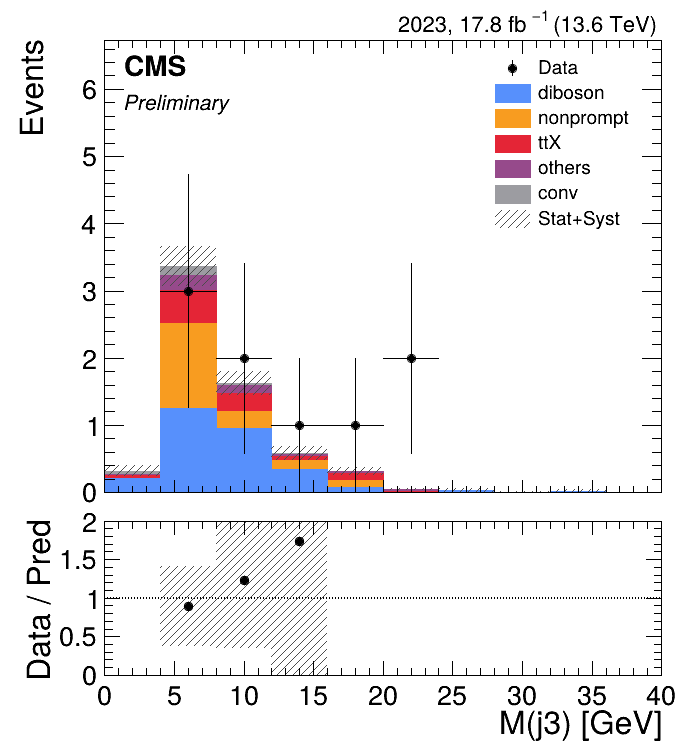 2023, 17.8 fb⁻¹ (13.6 TeV)
CMS
Preliminary
Events
6
5
4
3
2
1
0
Data
diboson
nonprompt
ttX
others
conv
Stat+Syst
Data / Pred
2
1.5
1
0.5
0
0 5 10 15 20 25 30 35 40
M(j3) [GeV]